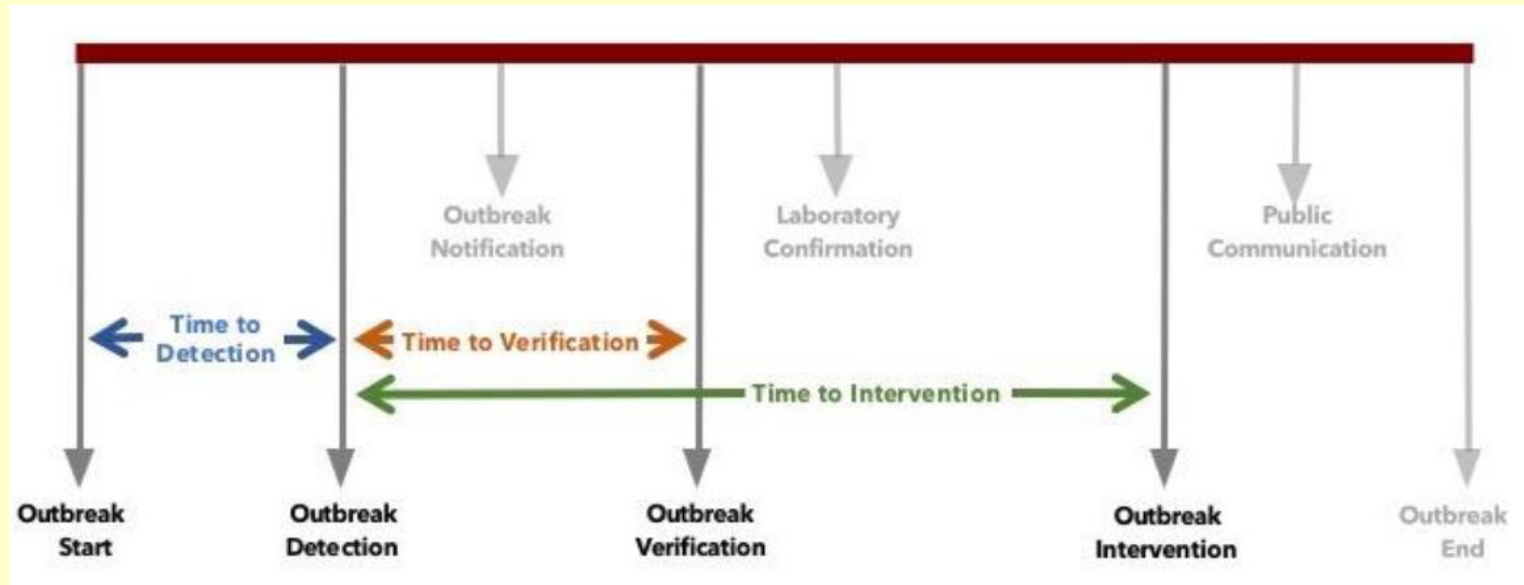 Outbreak
Notification
Laboratory
Confirmation
Public
Communication
Time to
Detection
Time to Verification
Time to Intervention
Outbreak
Start
Outbreak
Detection
Outbreak
Verification
Outbreak
Intervention
Outbreak
End